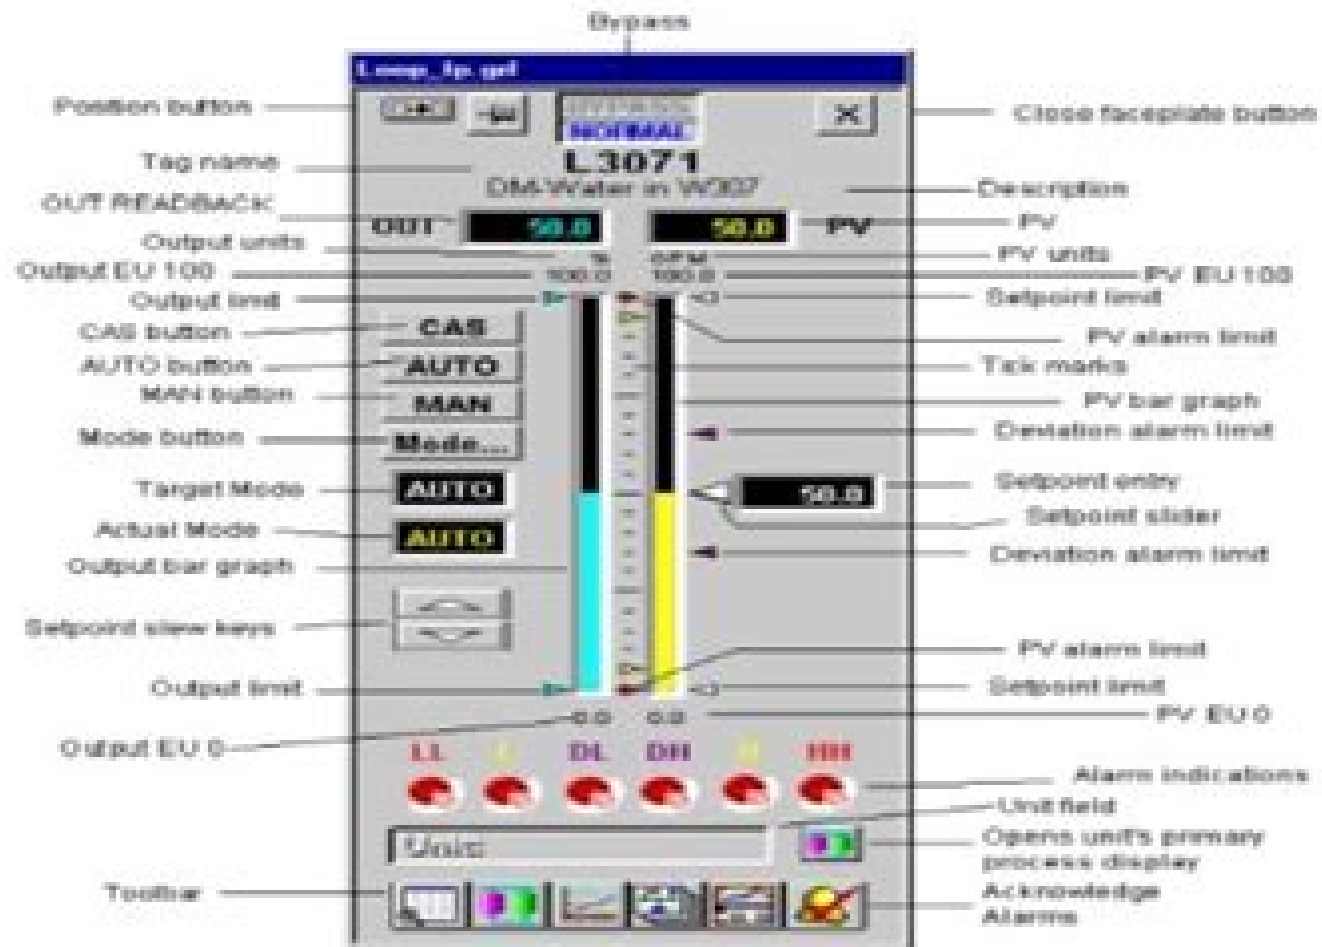 Bypass
Loop_fp.grf
Position button
BYPASS
NORMAL
Close faceplate button
Tag name
L3071
DM-Water in W307
Description
OUT READBACK
OUT
50.0
50.0
PV
PV
Output units
%
GPM
PV units
Output EU 100
100.0
100.0
PV EU 100
Output limit
Setpoint limit
CAS button
CAS
PV alarm limit
AUTO button
AUTO
Tick marks
MAN button
MAN
PV bar graph
Mode button
Mode...
Deviation alarm limit
Target Mode
AUTO
50.0
Setpoint entry
Setpoint slider
Actual Mode
AUTO
Deviation alarm limit
Output bar graph
Setpoint slew keys
PV alarm limit
Output limit
Setpoint limit
0.0
0.0
PV EU 0
Output EU 0
LL
L
DL
DH
H
HH
Alarm indications
Unit field
Unit
Opens unit's primary
process display
Toolbar
Acknowledge
Alarms